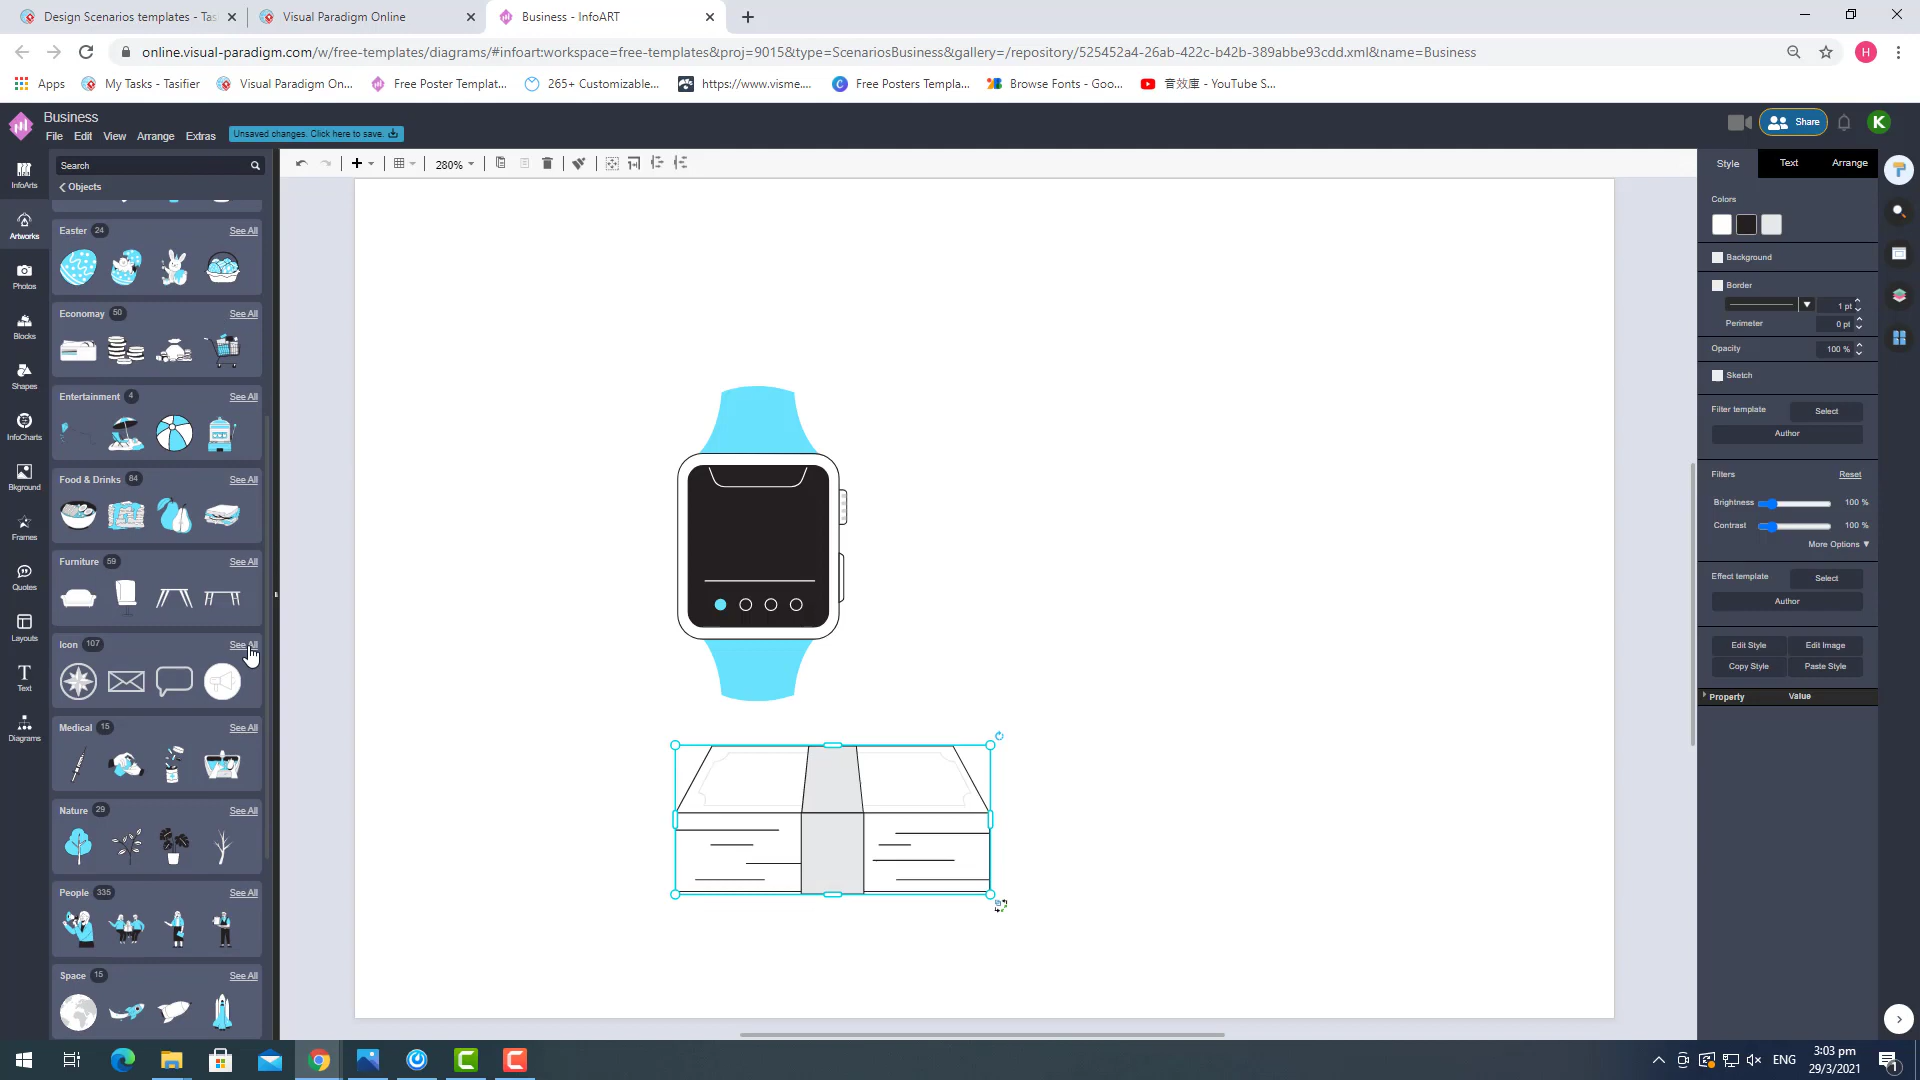 Design Scenarios templates - Tas
Visual Paradigm Online
Business - InfoART
online.visual-paradigm.com/w/free-templates/diagrams/#infoart:workspace=free-templates&proj=9015&type=ScenariosBusiness&gallery=/repository/525452a4-26ab-422c-b42b-389abbe93cdd.xml&name=Business
H
Apps
My Tasks - Tasifier
Visual Paradigm On...
Free Poster Templat...
265+ Customizable...
https://www.visme....
Free Posters Templa...
Browse Fonts - Goo...
音效庫 - YouTube S...
Business
File Edit View Arrange Extras
Unsaved changes. Click here to save.
Share
K
InfoArts
Artworks
Photos
Blocks
Shapes
InfoCharts
Bkground
Frames
Quotes
Layouts
Text
Diagrams
Search
Objects
Easter 24 See All
Economay 50 See All
Entertainment 4 See All
Food & Drinks 84 See All
Furniture 59 See All
Icon 107 See All
Medical 15 See All
Nature 29 See All
People 335 See All
Space 15 See All
280%
Style Text Arrange
Colors
Background
Border
1 pt
Perimeter 0 pt
Opacity 100 %
Sketch
Filter template Select
Author
Filters Reset
Brightness 100 %
Contrast 100 %
More Options ▼
Effect template Select
Author
Edit Style Edit Image
Copy Style Paste Style
Property Value
ENG
3:03 pm
29/3/2021
1